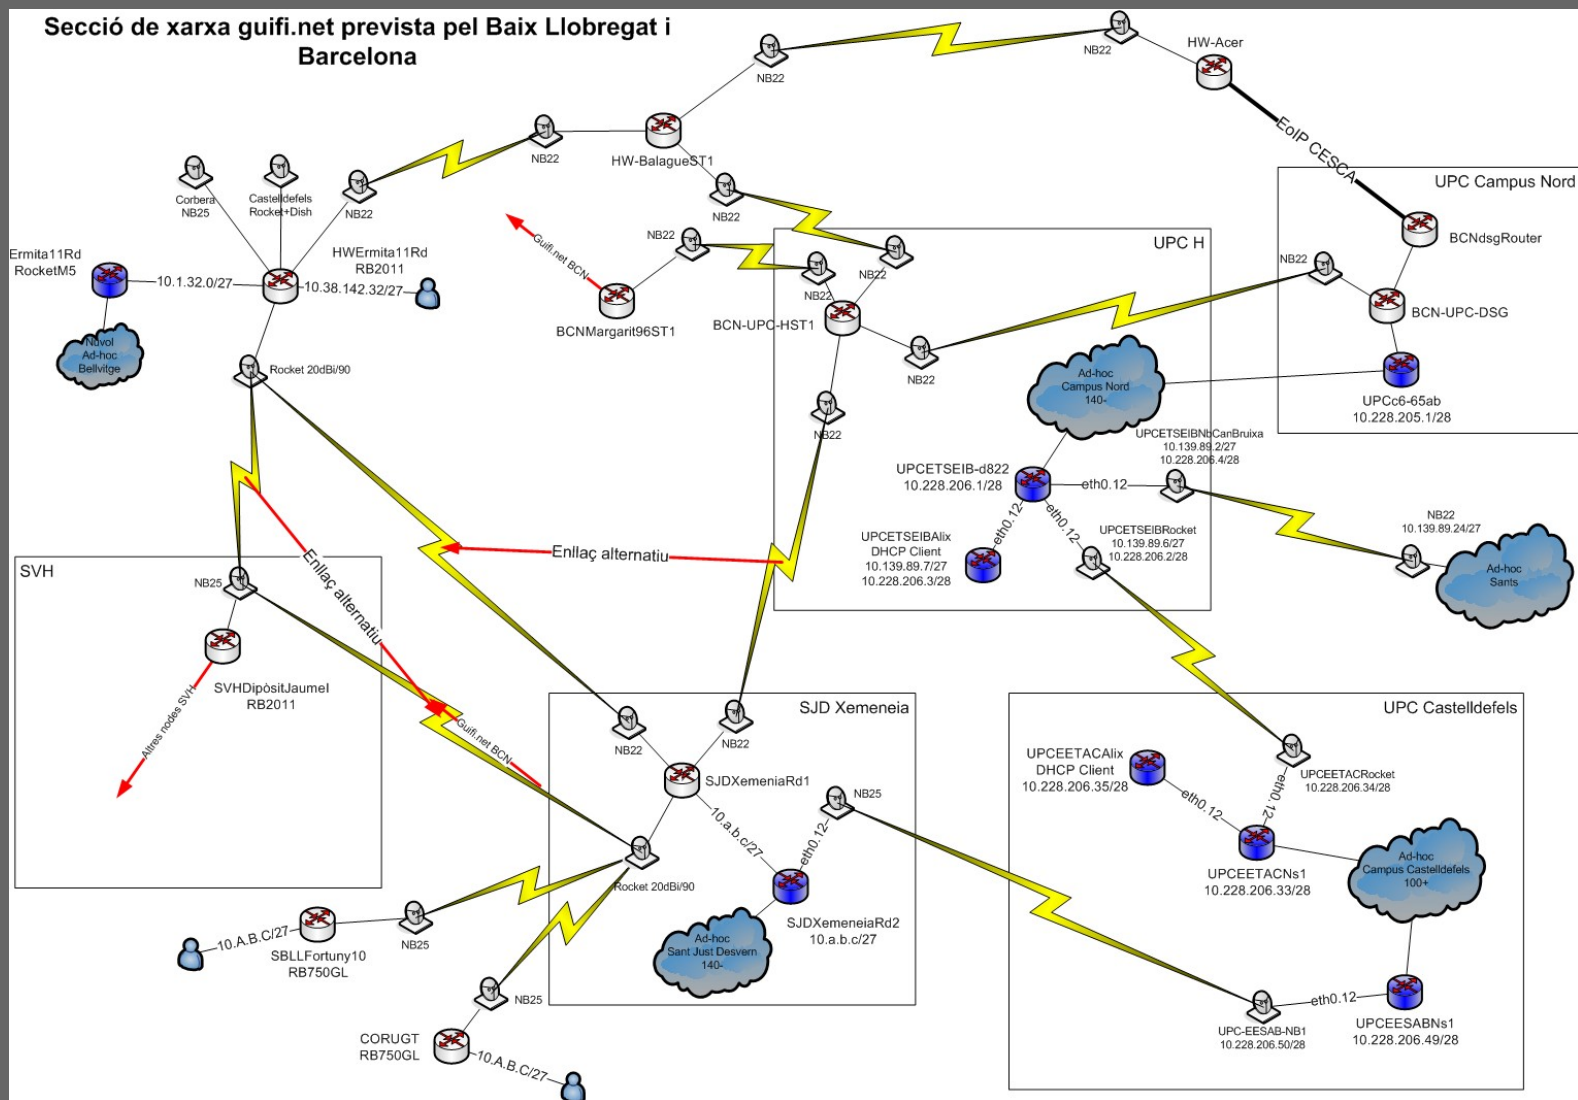 Secció de xarxa guifi.net prevista pel Baix Llobregat i
Barcelona
NB22
NB22
HW-Acer
NB22
HW-BalagueST1
EoIP CESCA
Corbera
NB25
Castelldefels
Rocket+Dish
NB22
NB22
UPC Campus Nord
BCNdsgRouter
Ermita11Rd
RocketM5
10.1.32.0/27
HWErmita11Rd
RB2011
10.38.142.32/27
Guifi.net BCN
NB22
NB22
NB22
UPC H
NB22
BCNMargarit96ST1
BCN-UPC-HST1
BCN-UPC-DSG
NB22
Núvol
Ad-hoc
Bellvitge
Rocket 20dBi/90
NB22
Ad-hoc
Campus Nord
140-
UPCc6-65ab
10.228.205.1/28
UPCETSEIBNbCanBruixa
10.139.89.2/27
10.228.206.4/28
UPCETSEIB-d822
10.228.206.1/28
eth0.12
eth0.12
eth0.12
UPCETSEIBAlix
DHCP Client
10.139.89.7/27
10.228.206.3/28
UPCETSEIBRocket
10.139.89.6/27
10.228.206.2/28
NB22
10.139.89.24/27
Ad-hoc
Sants
Enllaç alternatiu
Enllaç alternatiu
SVH
NB25
SVHDipòsitJaumeI
RB2011
Altres nodes SVH
Guifi.net BCN
SJD Xemeneia
NB22
NB22
SJDXemeniaRd1
10.a.b.c/27
eth0.12
NB25
Rocket 20dBi/90
SJDXemeneiaRd2
10.a.b.c/27
Ad-hoc
Sant Just Desvern
140-
UPC Castelldefels
UPCEETACAlix
DHCP Client
10.228.206.35/28
UPCEETACRocket
10.228.206.34/28
eth0.12
eth0.12
UPCEETACNs1
10.228.206.33/28
Ad-hoc
Campus Castelldefels
100+
10.A.B.C/27
SBLLFortuny10
RB750GL
NB25
NB25
CORUGT
RB750GL
10.A.B.C/27
UPC-EESAB-NB1
10.228.206.50/28
eth0.12
UPCEESABNs1
10.228.206.49/28